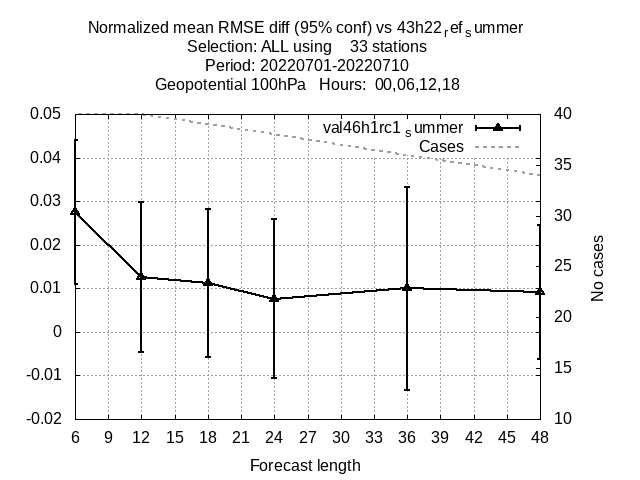 Normalized mean RMSE diff (95% conf) vs 43h22refsummer
Selection: ALL using 33 stations
Period: 20220701-20220710
Geopotential 100hPa Hours: 00,06,12,18
val46h1rc1summer
Cases
0.05
0.04
0.03
0.02
0.01
0
-0.01
-0.02
40
35
30
25
20
15
10
No cases
6 9 12 15 18 21 24 27 30 33 36 39 42 45 48
Forecast length